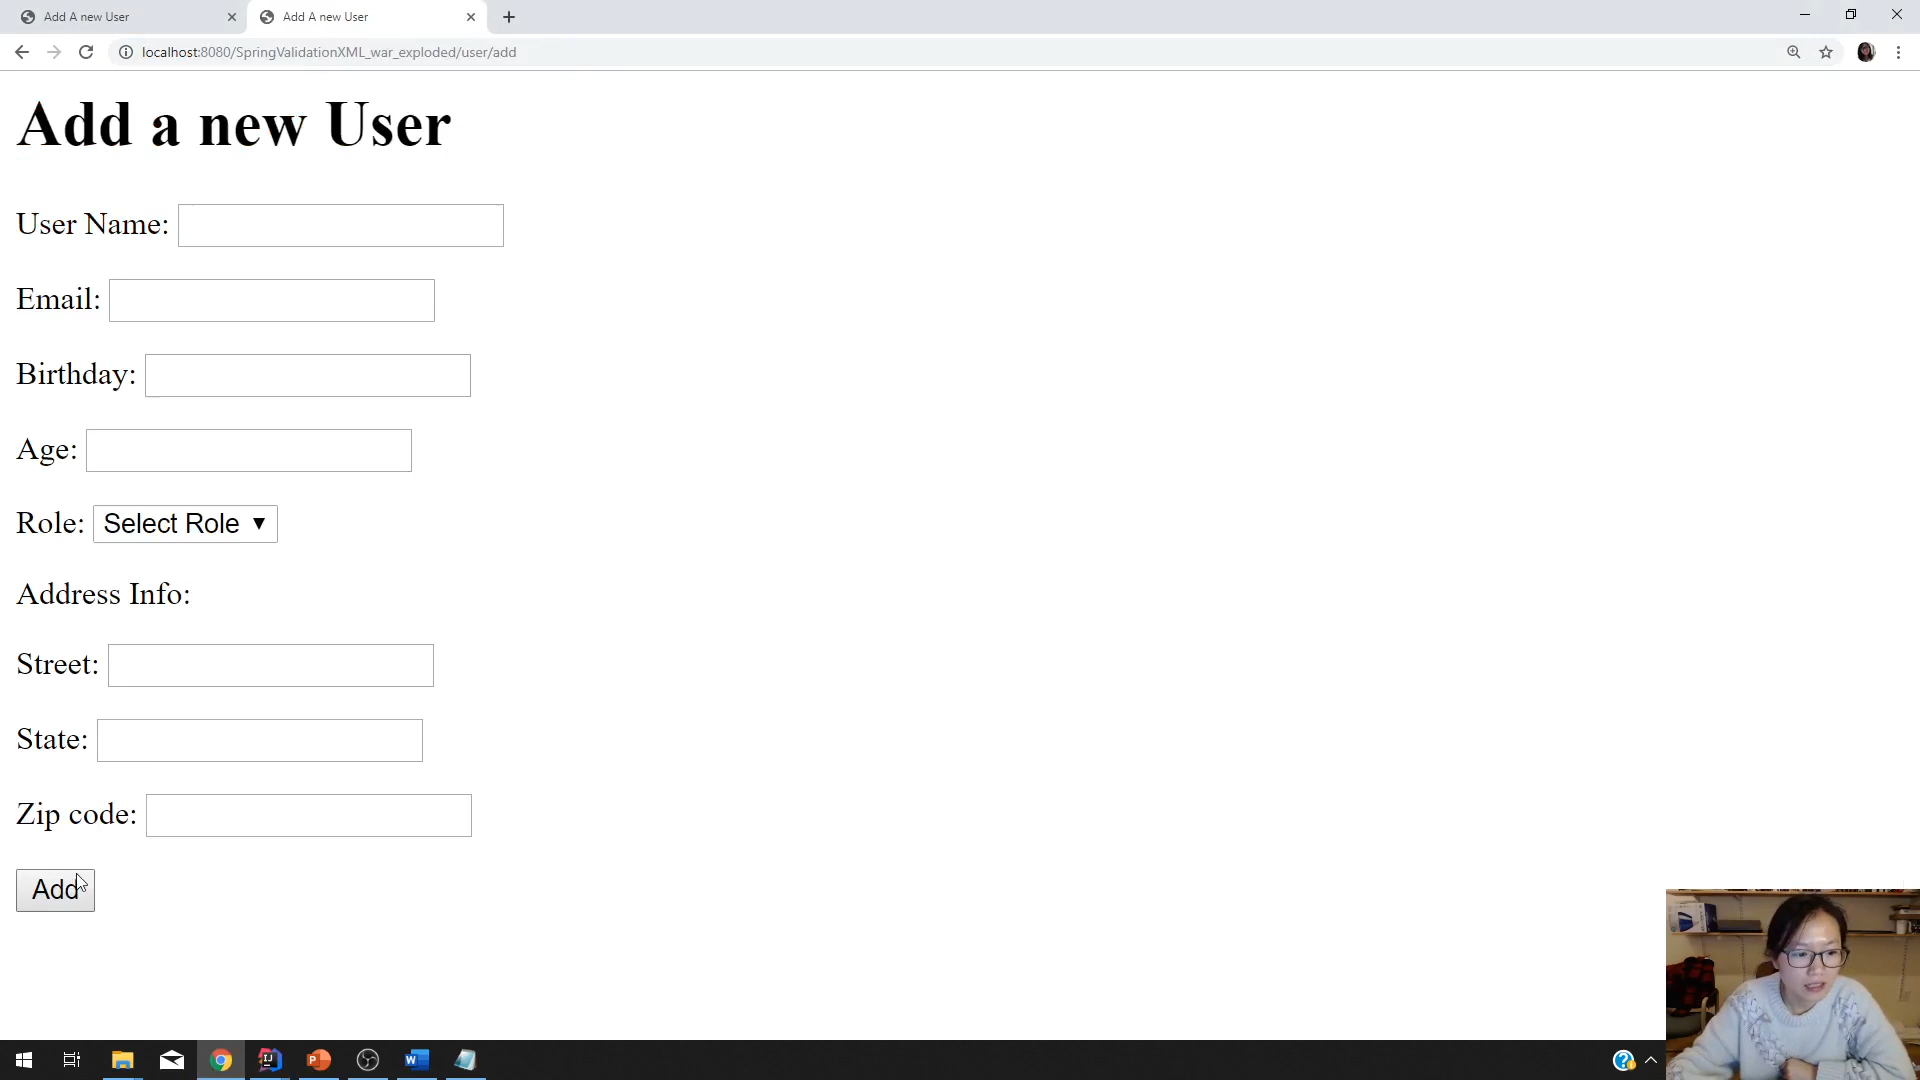 Add A new User
Add A new User
localhost:8080/SpringValidationXML_war_exploded/user/add
Add a new User
User Name:
Email:
Birthday:
Age:
Role: Select Role
Address Info:
Street:
State:
Zip code:
Add